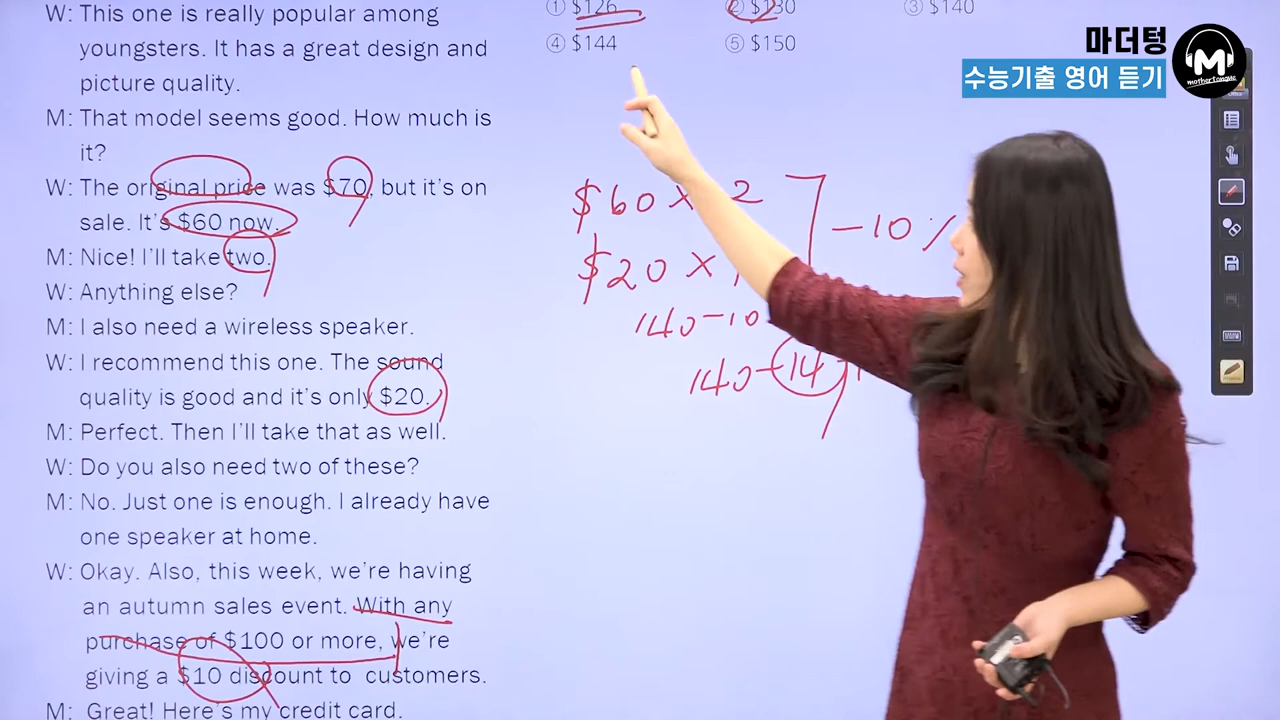 W: This one is really popular among
youngsters. It has a great design and
picture quality.
M: That model seems good. How much is
it?
W: The original price was $70, but it's on
sale. It's $60 now.
M: Nice! I'll take two.
W: Anything else?
M: I also need a wireless speaker.
W: I recommend this one. The sound
quality is good and it's only $20.
M: Perfect. Then I'll take that as well.
W: Do you also need two of these?
M: No. Just one is enough. I already have
one speaker at home.
W: Okay. Also, this week, we're having
an autumn sales event. With any
purchase of $100 or more, we're
giving a $10 discount to customers.
M: Great! Here's my credit card.
① $126 ② $130 ③ $140
④ $144 ⑤ $150
$60 × 2
$20 ×
-10%
140-10
140-14
마더텅
수능기출 영어 듣기
M
mothertongue